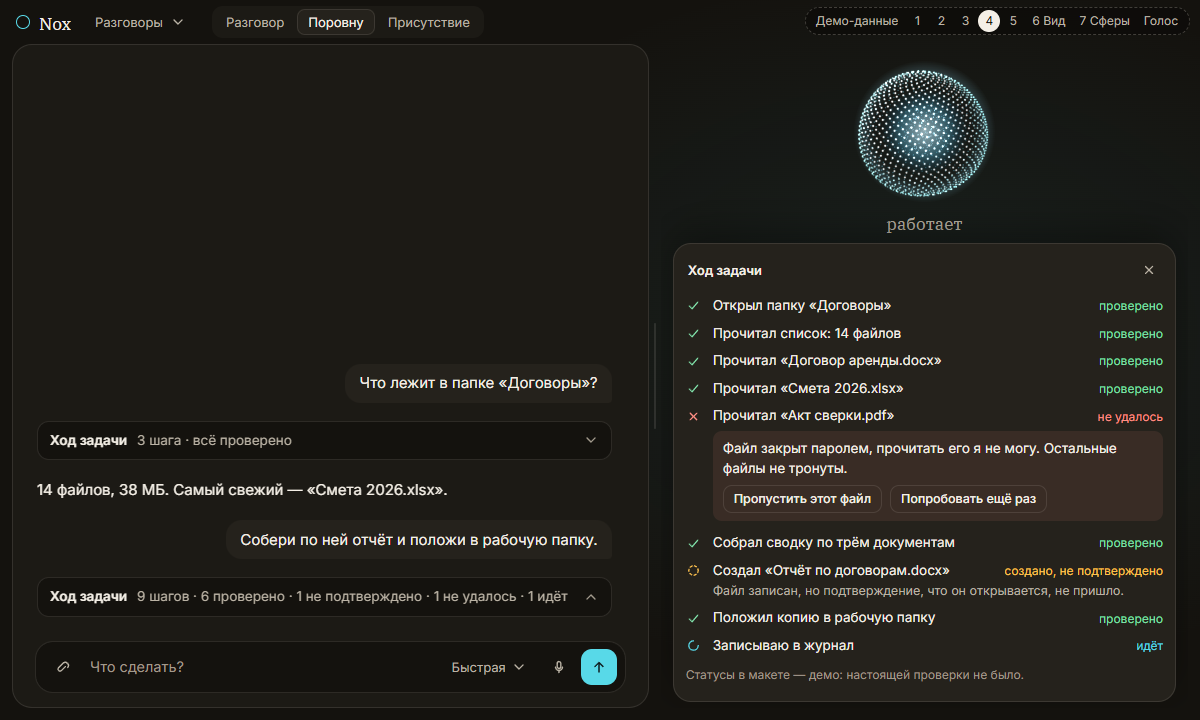 Nox
Разговоры
Разговор Поровну Присутствие
Демо-данные 1 2 3 4 5 6 Вид 7 Сферы Голос
Что лежит в папке «Договоры»?
Ход задачи 3 шага · всё проверено
14 файлов, 38 МБ. Самый свежий — «Смета 2026.xlsx».
Собери по ней отчёт и положи в рабочую папку.
Ход задачи 9 шагов · 6 проверено · 1 не подтверждено · 1 не удалось · 1 идёт
Что сделать?
Быстрая
работает
Ход задачи
Открыл папку «Договоры» проверено
Прочитал список: 14 файлов проверено
Прочитал «Договор аренды.docx» проверено
Прочитал «Смета 2026.xlsx» проверено
Прочитал «Акт сверки.pdf» не удалось
Файл закрыт паролем, прочитать его я не могу. Остальные
файлы не тронуты.
Пропустить этот файл Попробовать ещё раз
Собрал сводку по трём документам проверено
Создал «Отчёт по договорам.docx» создано, не подтверждено
Файл записан, но подтверждение, что он открывается, не пришло.
Положил копию в рабочую папку проверено
Записываю в журнал идёт
Статусы в макете — демо: настоящей проверки не было.